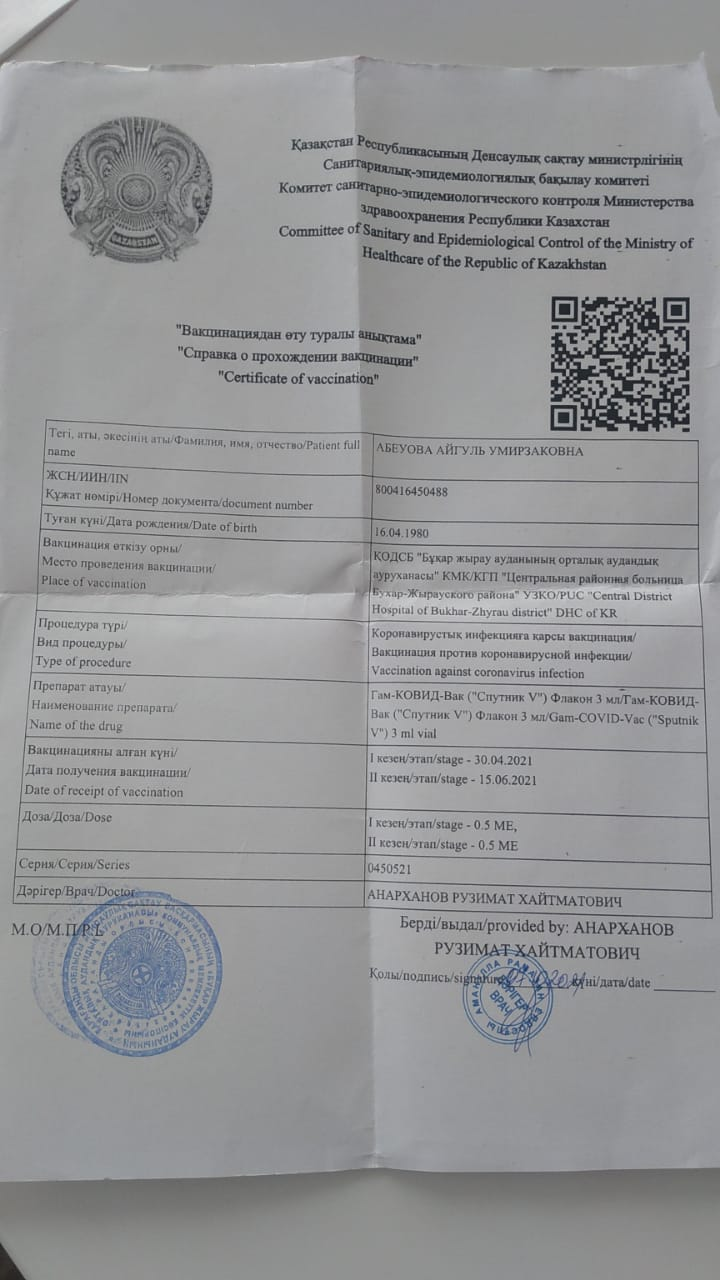 Қазақстан Республикасының Денсаулық сақтау министрлігінің
Санитариялық-эпидемиологиялық бақылау комитеті
Комитет санитарно-эпидемиологического контроля Министерства
здравоохранения Республики Казахстан
Committee of Sanitary and Epidemiological Control of the Ministry of
Healthcare of the Republic of Kazakhstan
QAZAQSTAN
"Вакцинациядан өту туралы анықтама"
"Справка о прохождении вакцинации"
"Certificate of vaccination"
Тегі, аты, әкесінің аты/Фамилия, имя, отчество/Patient full
name
АБЕУОВА АЙГУЛЬ УМИРЗАКОВНА
ЖСН/ИИН/IIN
Құжат нөмірі/Номер документа/document number
800416450488
Туған күні/Дата рождения/Date of birth
16.04.1980
Вакцинация өткізу орны/
Место проведения вакцинации/
Place of vaccination
ҚОДСБ "Бұқар жырау ауданының орталық аудандық
ауруханасы" КМК/КГП "Центральная районная больница
Бухар-Жырауского района" УЗКО/PUC "Central District
Hospital of Bukhar-Zhyrau district" DHC of KR
Процедура түрі/
Вид процедуры/
Type of procedure
Коронавирустық инфекцияға қарсы вакцинация/
Вакцинация против коронавирусной инфекции/
Vaccination against coronavirus infection
Препарат атауы/
Наименование препарата/
Name of the drug
Гам-КОВИД-Вак ("Спутник V") Флакон 3 мл/Гам-КОВИД-
Вак ("Спутник V") Флакон 3 мл/Gam-COVID-Vac ("Sputnik
V") 3 ml vial
Вакцинацияны алған күні/
Дата получения вакцинации/
Date of receipt of vaccination
I кезең/этап/stage - 30.04.2021
II кезең/этап/stage - 15.06.2021
Доза/Доза/Dose
I кезең/этап/stage - 0.5 МЕ,
II кезең/этап/stage - 0.5 МЕ
Серия/Серия/Series
0450521
Дәрігер/Врач/Doctor
АНАРХАНОВ РУЗИМАТ ХАЙТМАТОВИЧ
М.О/М.П/P.L
Берді/выдал/provided by: АНАРХАНОВ
РУЗИМАТ ХАЙТМАТОВИЧ
Қолы/подпись/signature күні/дата/date
ДӘРІГЕР
ВРАЧ